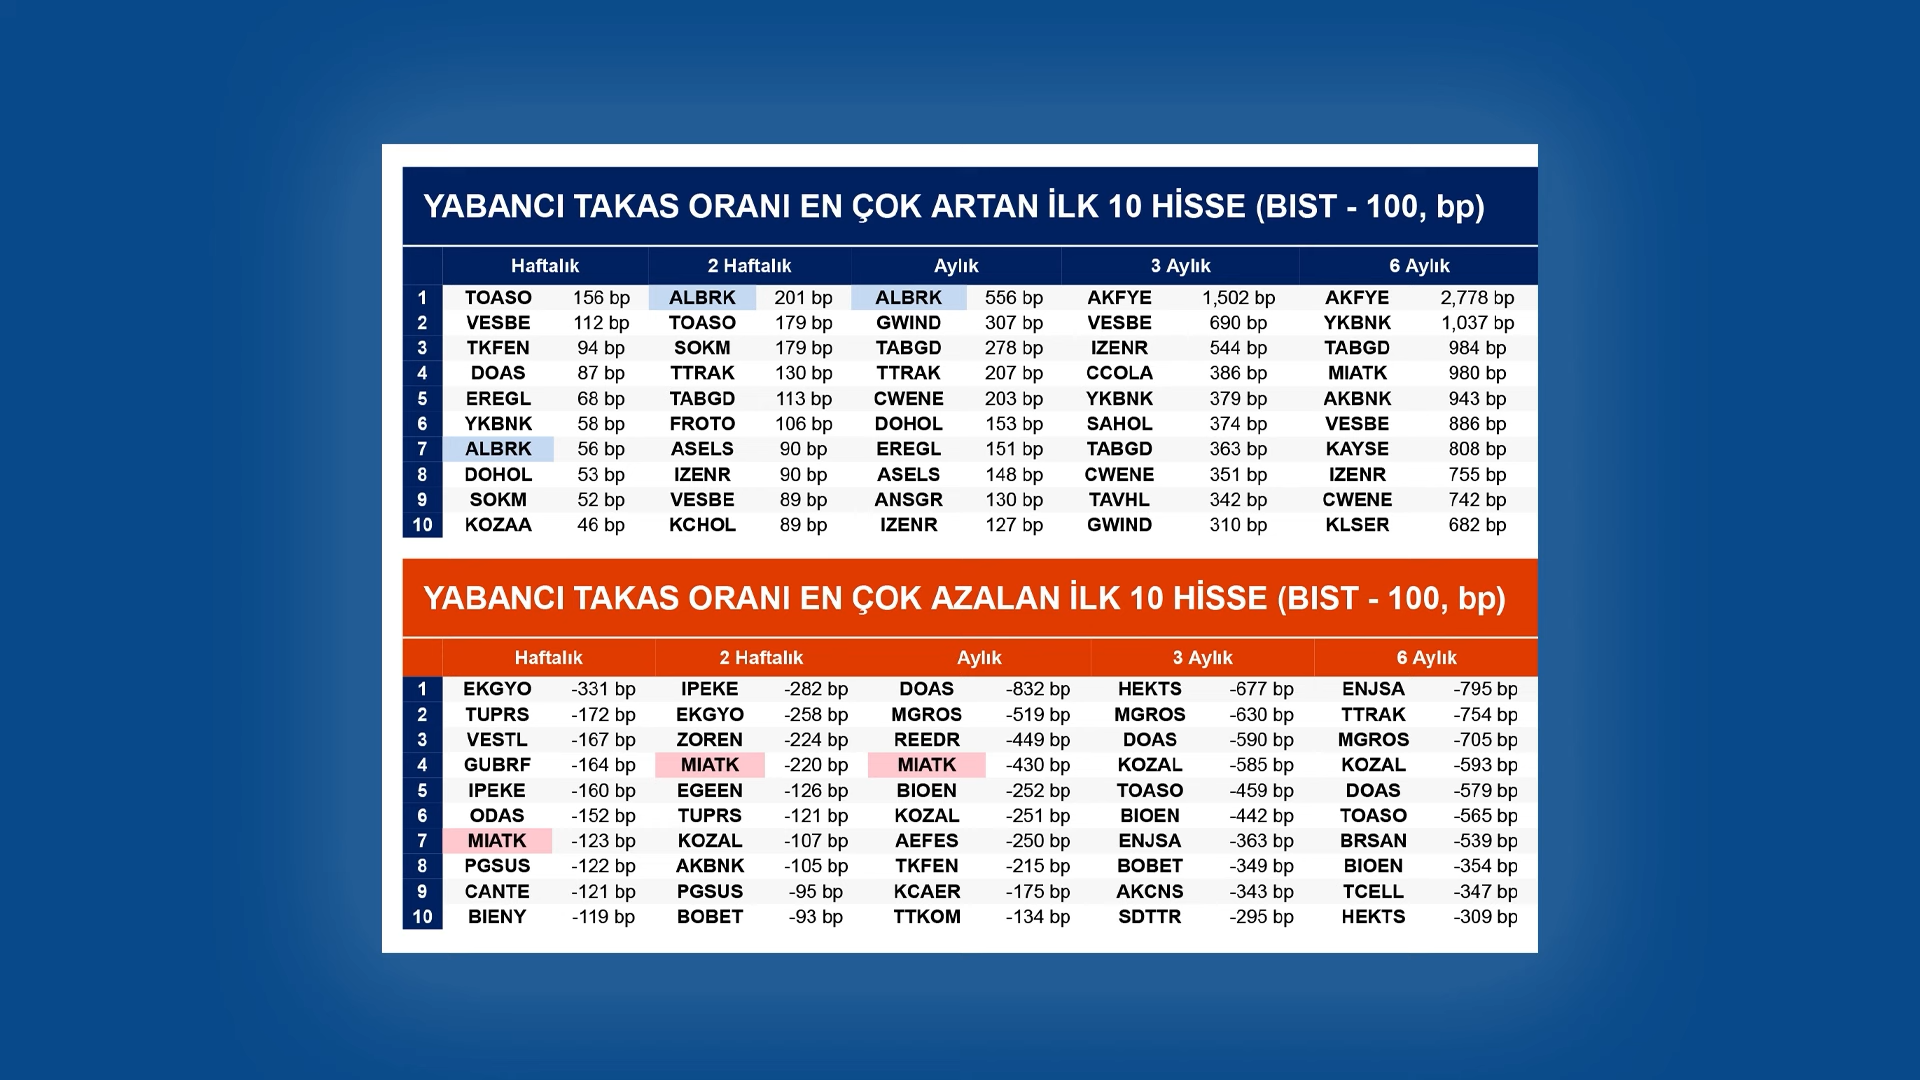 YABANCI TAKAS ORANI EN ÇOK ARTAN İLK 10 HİSSE (BIST - 100, bp)
Haftalık 2 Haftalık Aylık 3 Aylık 6 Aylık
1 TOASO 156 bp ALBRK 201 bp ALBRK 556 bp AKFYE 1,502 bp AKFYE 2,778 bp
2 VESBE 112 bp TOASO 179 bp GWIND 307 bp VESBE 690 bp YKBNK 1,037 bp
3 TKFEN 94 bp SOKM 179 bp TABGD 278 bp IZENR 544 bp TABGD 984 bp
4 DOAS 87 bp TTRAK 130 bp TTRAK 207 bp CCOLA 386 bp MIATK 980 bp
5 EREGL 68 bp TABGD 113 bp CWENE 203 bp YKBNK 379 bp AKBNK 943 bp
6 YKBNK 58 bp FROTO 106 bp DOHOL 153 bp SAHOL 374 bp VESBE 886 bp
7 ALBRK 56 bp ASELS 90 bp EREGL 151 bp TABGD 363 bp KAYSE 808 bp
8 DOHOL 53 bp IZENR 90 bp ASELS 148 bp CWENE 351 bp IZENR 755 bp
9 SOKM 52 bp VESBE 89 bp ANSGR 130 bp TAVHL 342 bp CWENE 742 bp
10 KOZAA 46 bp KCHOL 89 bp IZENR 127 bp GWIND 310 bp KLSER 682 bp
YABANCI TAKAS ORANI EN ÇOK AZALAN İLK 10 HİSSE (BIST - 100, bp)
Haftalık 2 Haftalık Aylık 3 Aylık 6 Aylık
1 EKGYO -331 bp IPEKE -282 bp DOAS -832 bp HEKTS -677 bp ENJSA -795 bp
2 TUPRS -172 bp EKGYO -258 bp MGROS -519 bp MGROS -630 bp TTRAK -754 bp
3 VESTL -167 bp ZOREN -224 bp REEDR -449 bp DOAS -590 bp MGROS -705 bp
4 GUBRF -164 bp MIATK -220 bp MIATK -430 bp KOZAL -585 bp KOZAL -593 bp
5 IPEKE -160 bp EGEEN -126 bp BIOEN -252 bp TOASO -459 bp DOAS -579 bp
6 ODAS -152 bp TUPRS -121 bp KOZAL -251 bp BIOEN -442 bp TOASO -565 bp
7 MIATK -123 bp KOZAL -107 bp AEFES -250 bp ENJSA -363 bp BRSAN -539 bp
8 PGSUS -122 bp AKBNK -105 bp TKFEN -215 bp BOBET -349 bp BIOEN -354 bp
9 CANTE -121 bp PGSUS -95 bp KCAER -175 bp AKCNS -343 bp TCELL -347 bp
10 BIENY -119 bp BOBET -93 bp TTKOM -134 bp SDTTR -295 bp HEKTS -309 bp